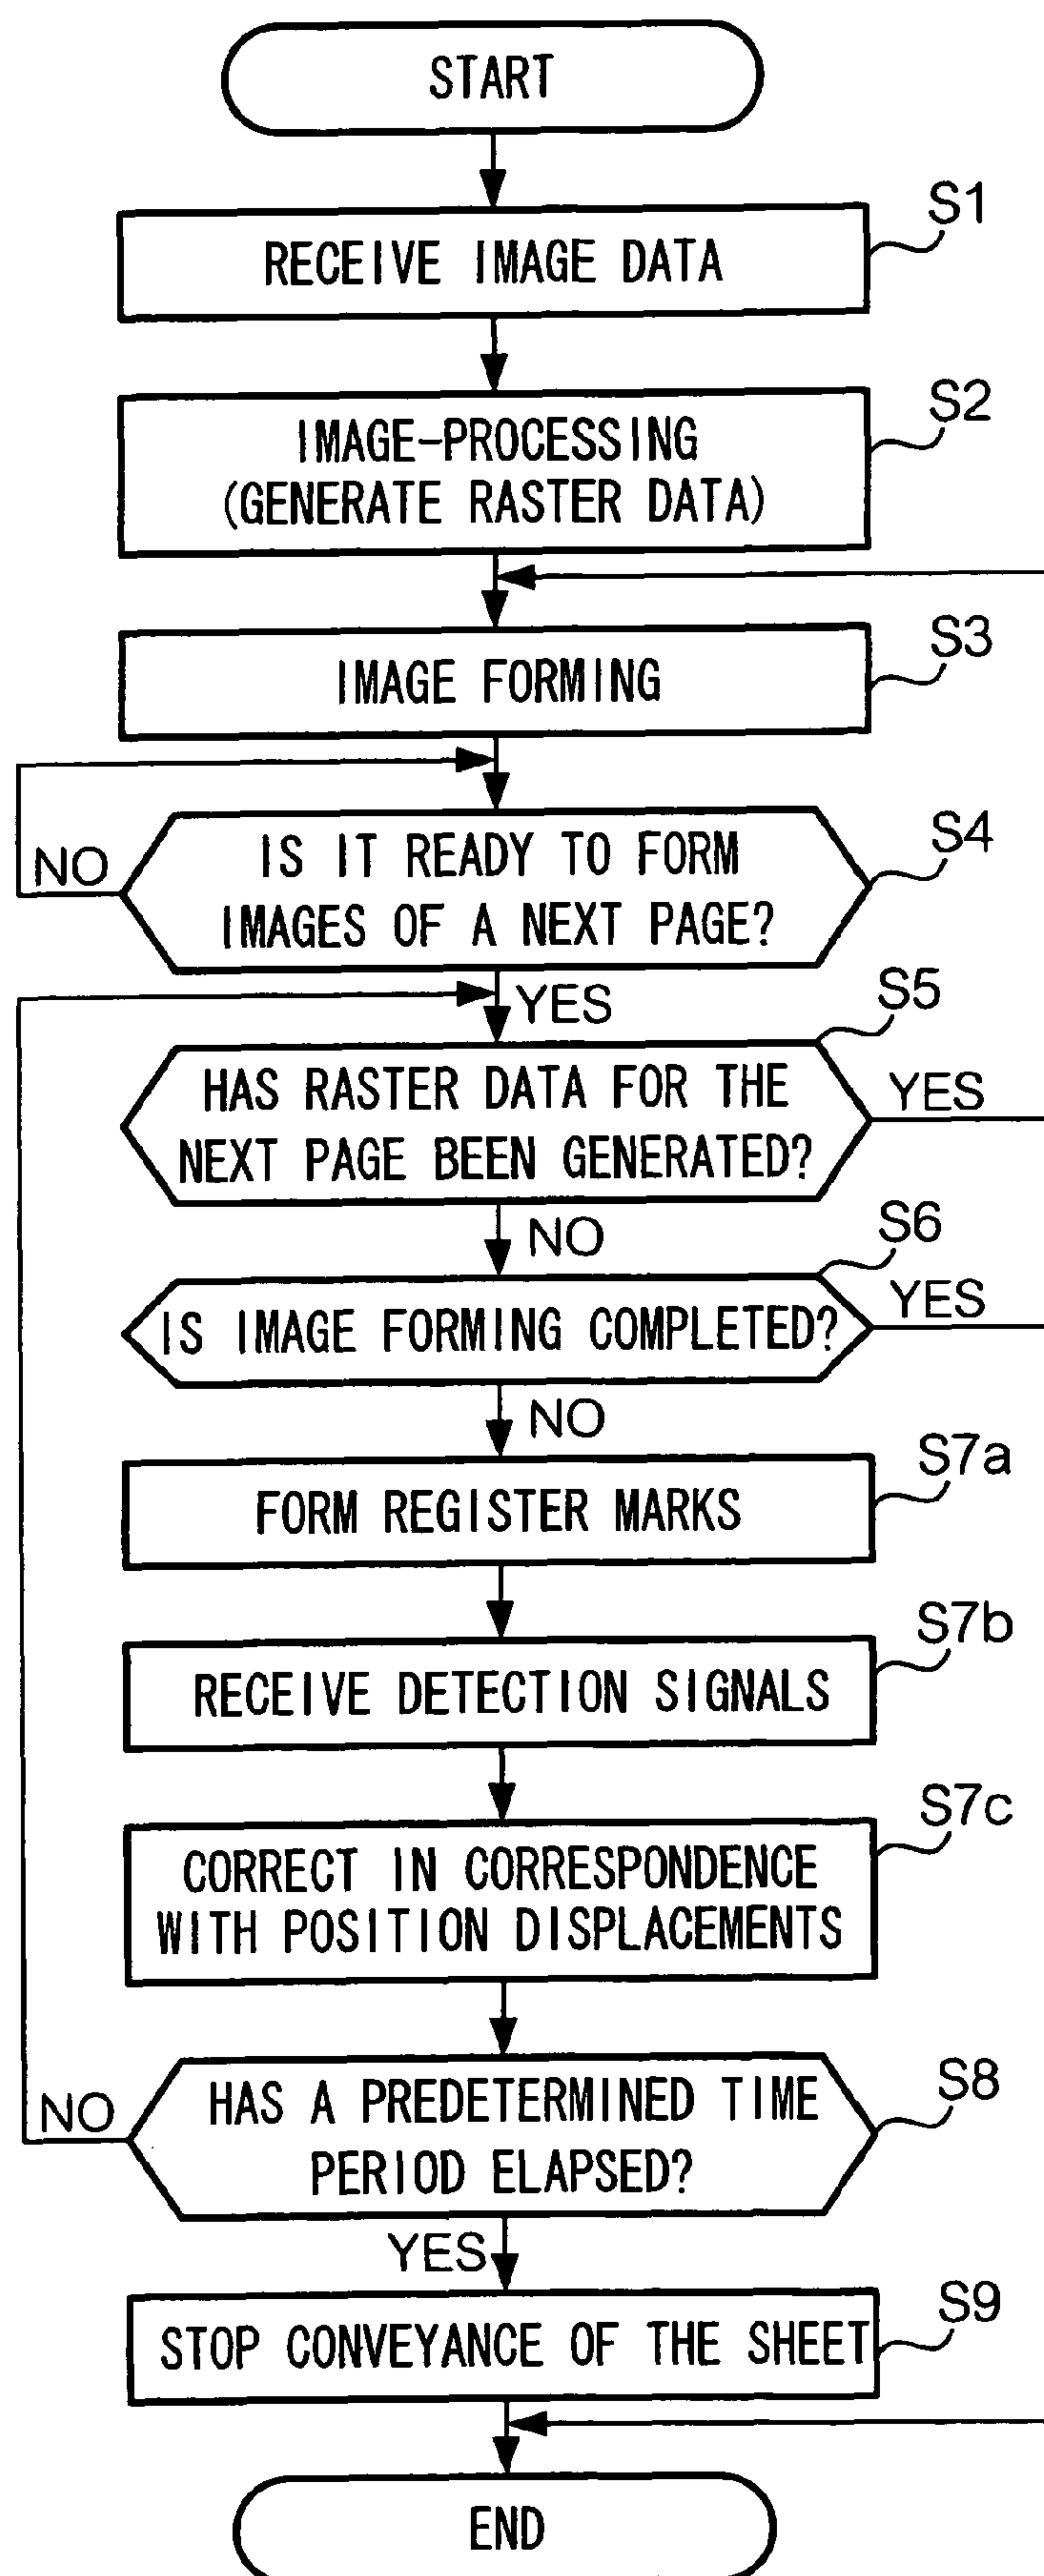 START
S1
RECEIVE IMAGE DATA
S2
IMAGE-PROCESSING
(GENERATE RASTER DATA)
S3
IMAGE FORMING
S4
NO
IS IT READY TO FORM
IMAGES OF A NEXT PAGE?
YES
S5
HAS RASTER DATA FOR THE
NEXT PAGE BEEN GENERATED?
YES
NO
S6
IS IMAGE FORMING COMPLETED?
YES
NO
S7a
FORM REGISTER MARKS
S7b
RECEIVE DETECTION SIGNALS
S7c
CORRECT IN CORRESPONDENCE
WITH POSITION DISPLACEMENTS
S8
NO
HAS A PREDETERMINED TIME
PERIOD ELAPSED?
YES
S9
STOP CONVEYANCE OF THE SHEET
END